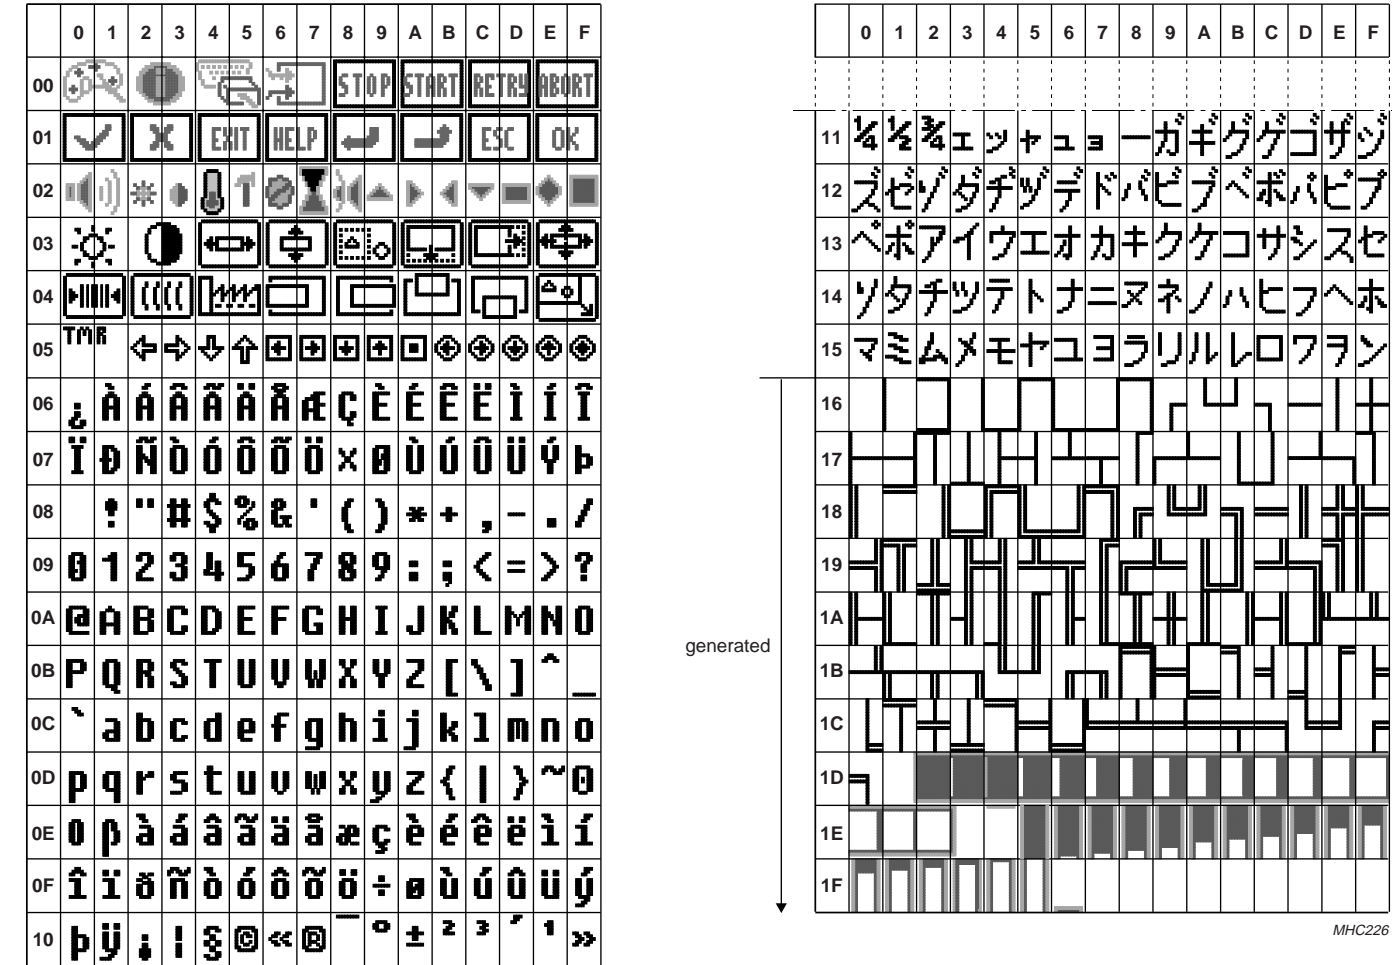 0 1 2 3 4 5 6 7 8 9 A B C D E F
00 STOP START RETRY ABORT
01 EXIT HELP ESC OK
02
03
04
05 TMR
06 ¿ À Á Â Ã Ä Å Æ Ç È É Ê Ë Ì Í Î
07 Ï Ð Ñ Ò Ó Ô Õ Ö × Ø Ù Ú Û Ü Ý Þ
08 ! " # $ % & ' ( ) * + , - . /
09 0 1 2 3 4 5 6 7 8 9 : ; < = > ?
0A @ A B C D E F G H I J K L M N O
0B P Q R S T U V W X Y Z [ \ ] ^ _
0C ` a b c d e f g h i j k l m n o
0D p q r s t u v w x y z { | } ~ 0
0E 0 β à á â ã ä å æ ç è é ê ë ì í
0F î ï ð ñ ò ó ô õ ö ÷ ø ù ú û ü ý
10 þ ÿ ¡ ¦ § © « ® ¯ º ± ² ³ ´ ¹ »
0 1 2 3 4 5 6 7 8 9 A B C D E F
11 ¼ ½ ¾ ェ ッ ャ ュ ョ ー ガ ギ グ ゲ ゴ ザ ジ
12 ズ ゼ ゾ ダ ヂ ヅ デ ド バ ビ ブ ベ ボ パ ピ プ
13 ペ ポ ア イ ウ エ オ カ キ ク ケ コ サ シ ス セ
14 ソ タ チ ツ テ ト ナ ニ ヌ ネ ノ ハ ヒ フ ヘ ホ
15 マ ミ ム メ モ ヤ ユ ヨ ラ リ ル レ ロ ワ ヲ ン
16
17
18
19
1A
generated
1B
1C
1D
1E
1F
MHC226